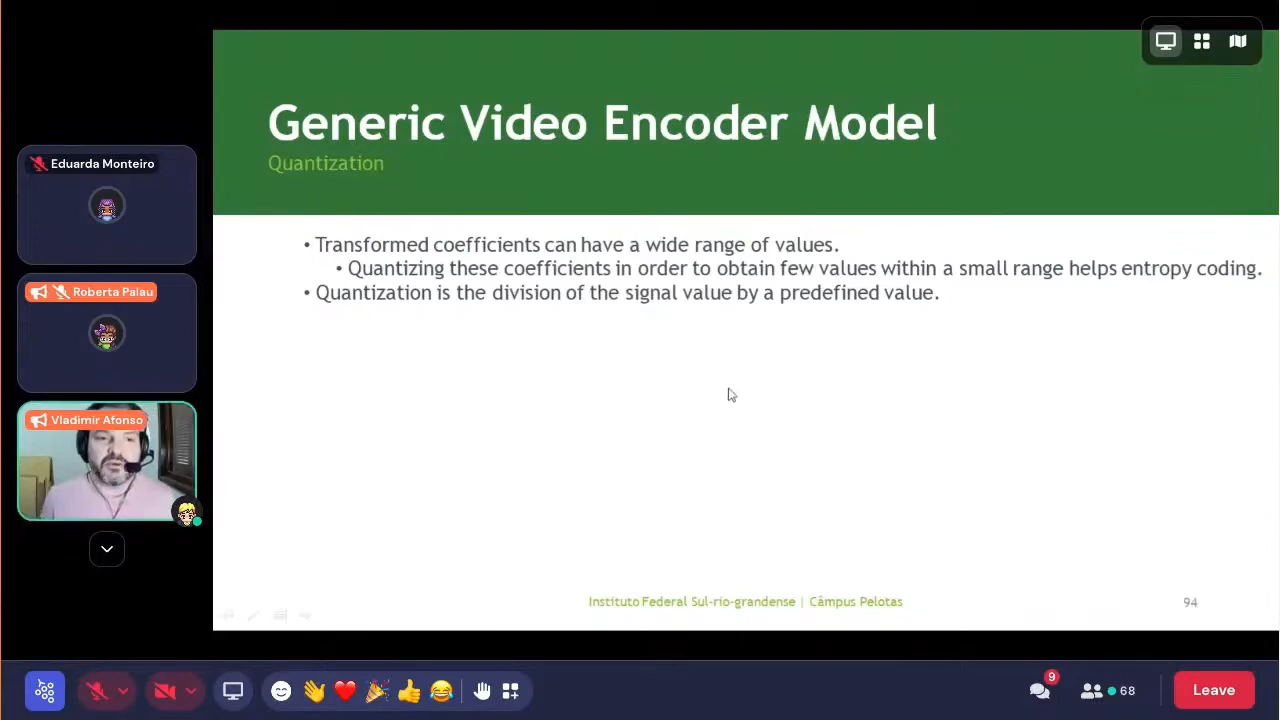 Generic Video Encoder Model
Quantization
Eduarda Monteiro
Roberta Palau
Vladimir Afonso
• Transformed coefficients can have a wide range of values.
• Quantizing these coefficients in order to obtain few values within a small range helps entropy coding.
• Quantization is the division of the signal value by a predefined value.
Instituto Federal Sul-rio-grandense | Câmpus Pelotas
94
9
68
Leave